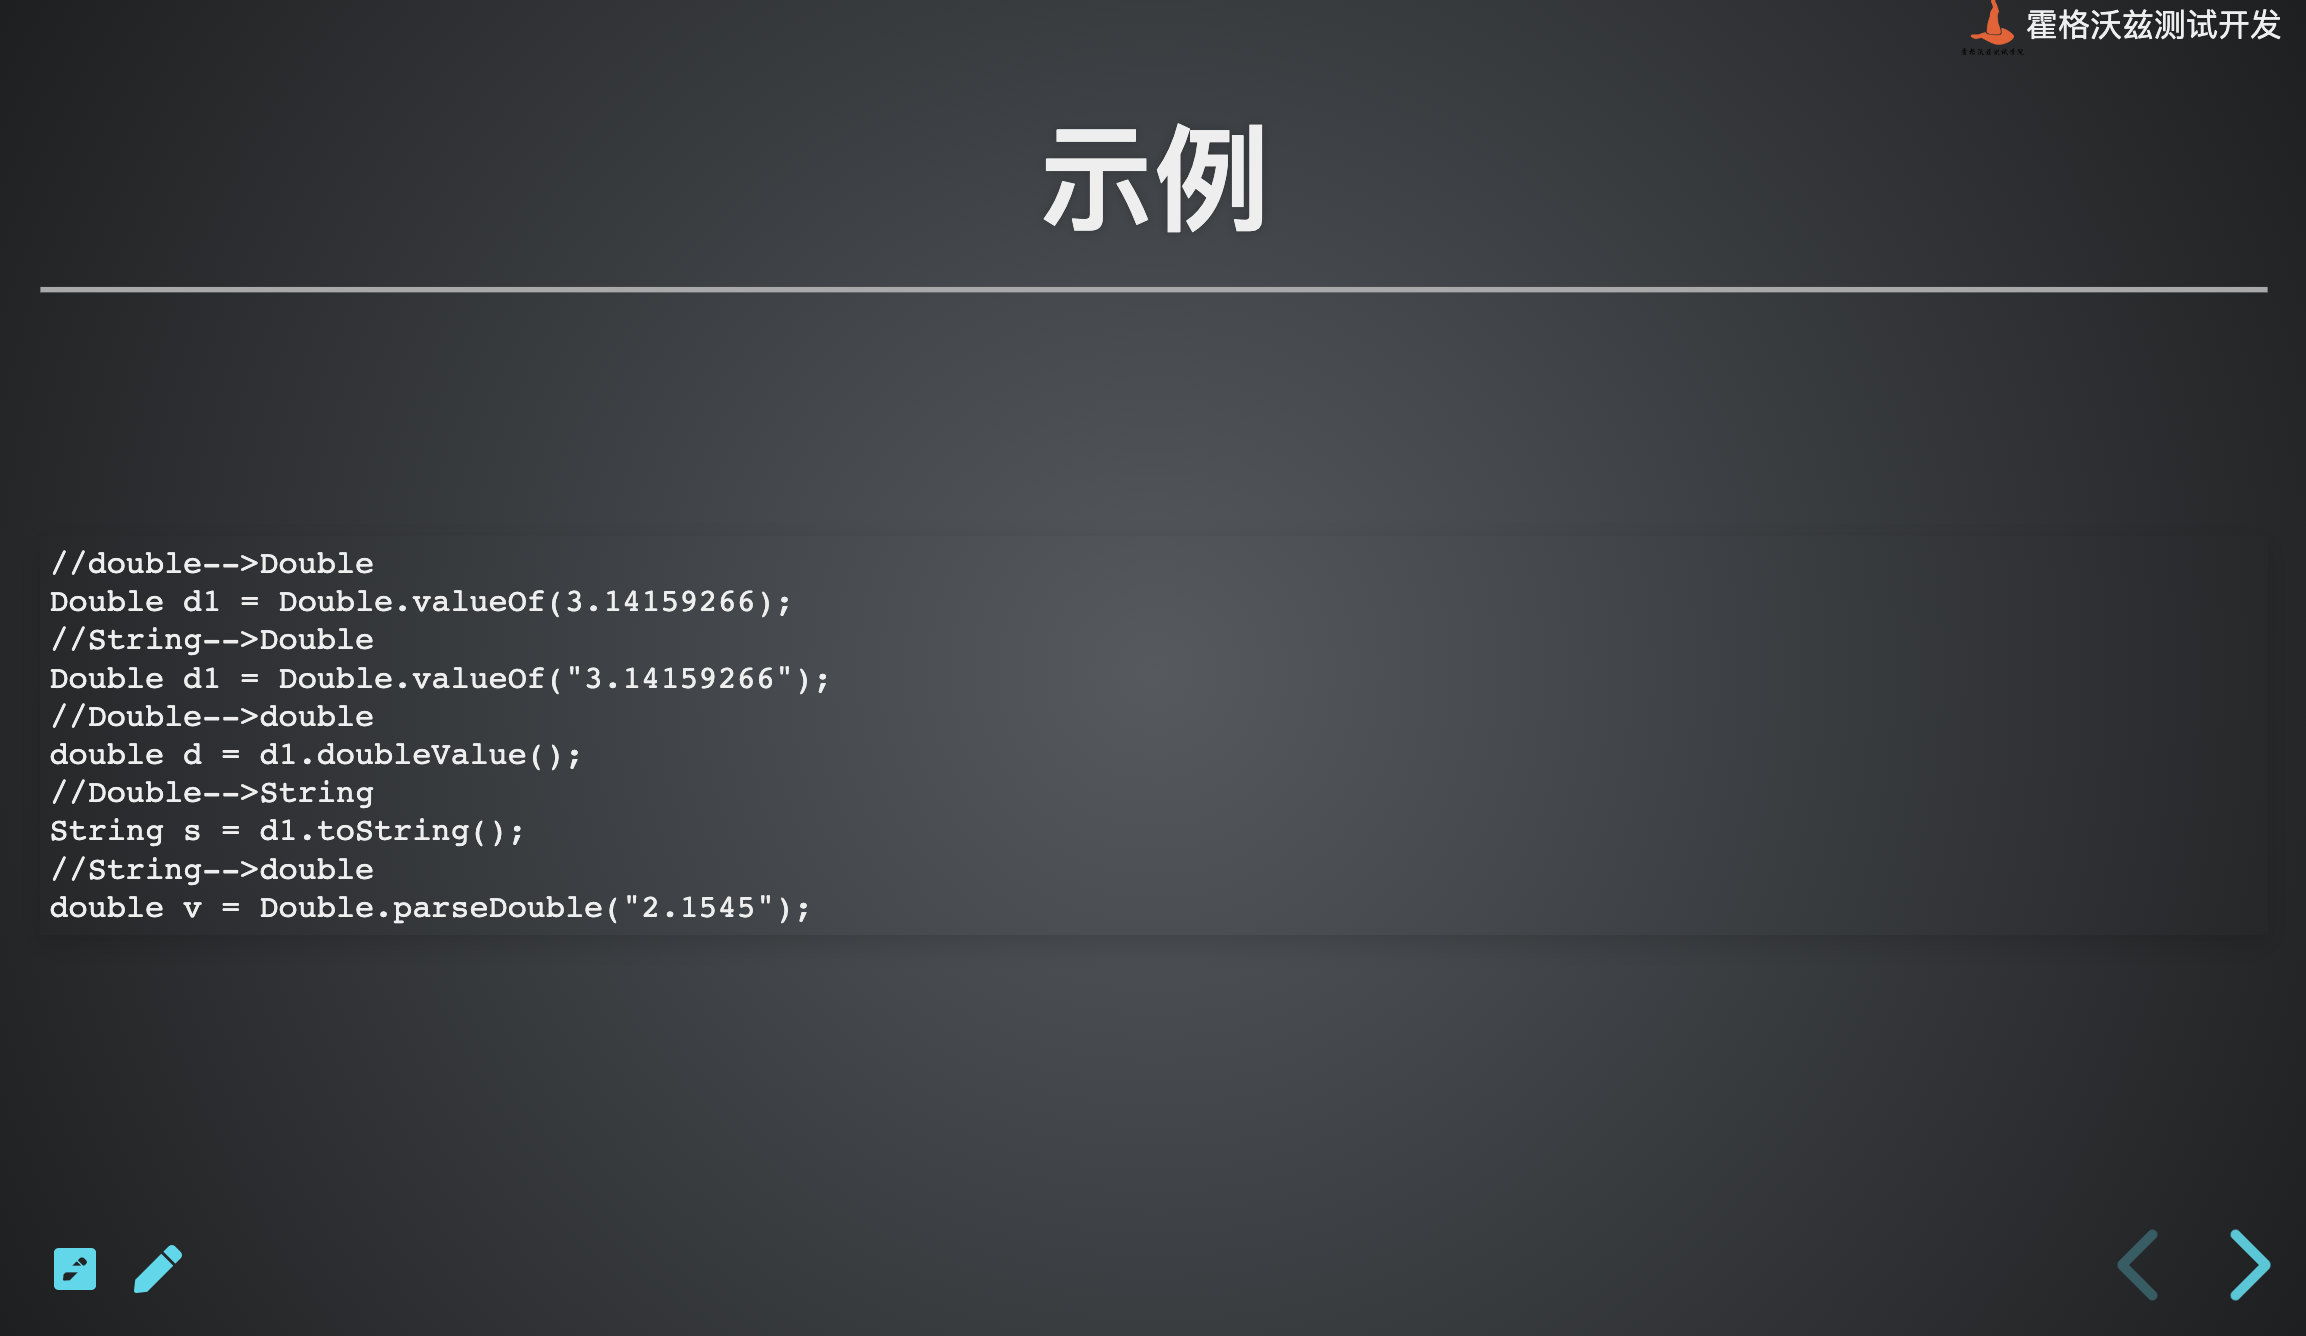 霍格沃兹测试开发
示例
//double-->Double
Double d1 = Double.valueOf(3.14159266);
//String-->Double
Double d1 = Double.valueOf("3.14159266");
//Double-->double
double d = d1.doubleValue();
//Double-->String
String s = d1.toString();
//String-->double
double v = Double.parseDouble("2.1545");